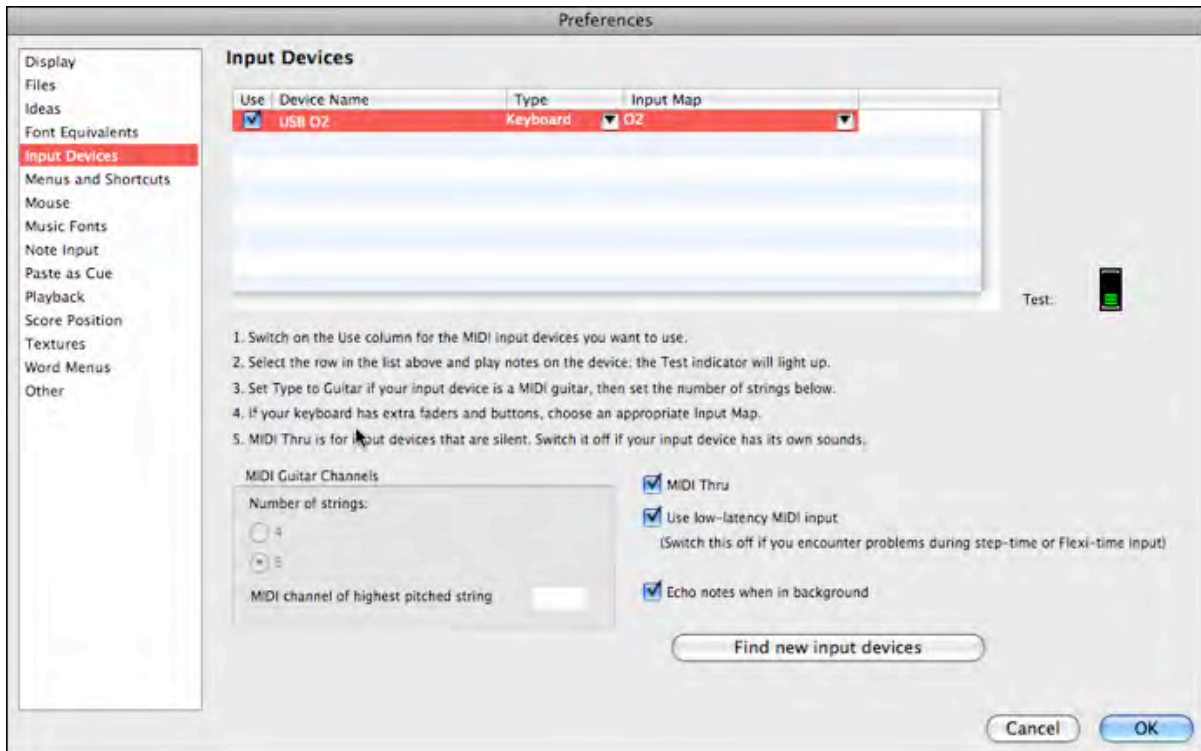 Preferences
Display
Files
Ideas
Font Equivalents
Input Devices
Menus and Shortcuts
Mouse
Music Fonts
Note Input
Paste as Cue
Playback
Score Position
Textures
Word Menus
Other
Input Devices
Use Device Name Type Input Map
USB O2 Keyboard O2
Test:
1. Switch on the Use column for the MIDI input devices you want to use.
2. Select the row in the list above and play notes on the device; the Test indicator will light up.
3. Set Type to Guitar if your input device is a MIDI guitar, then set the number of strings below.
4. If your keyboard has extra faders and buttons, choose an appropriate Input Map.
5. MIDI Thru is for input devices that are silent. Switch it off if your input device has its own sounds.
MIDI Guitar Channels
Number of strings:
4
6
MIDI channel of highest pitched string
MIDI Thru
Use low-latency MIDI input
(Switch this off if you encounter problems during step-time or Flexi-time input)
Echo notes when in background
Find new input devices
Cancel OK